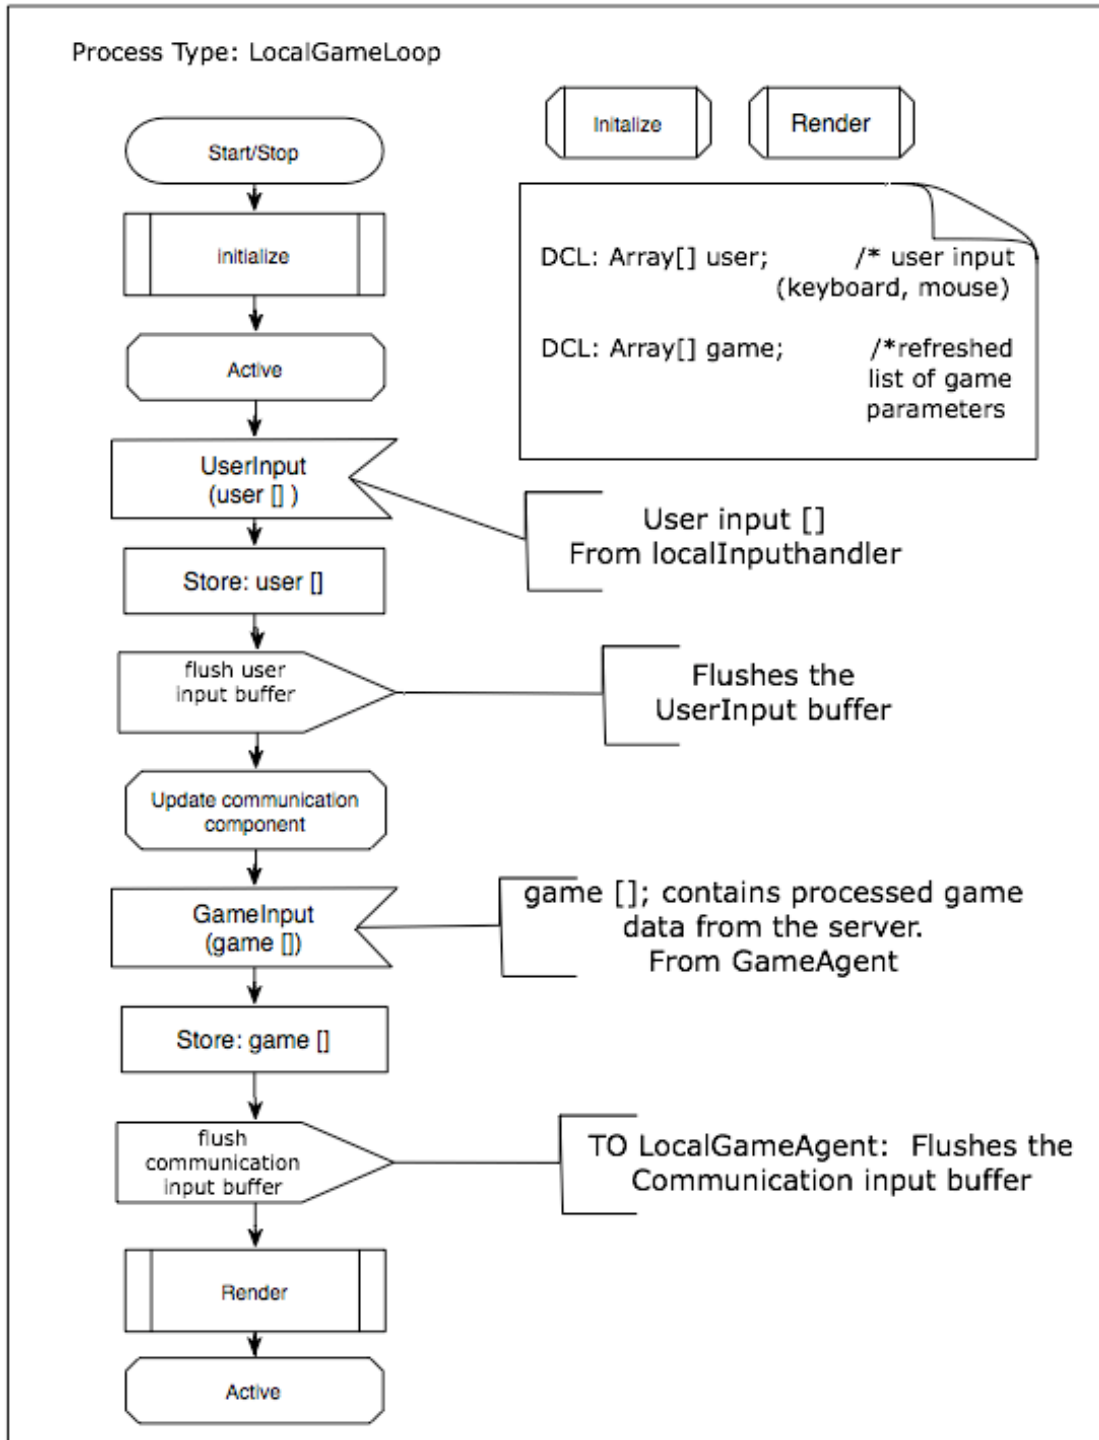 Process Type: LocalGameLoop
Initalize
Render
Start/Stop
initialize
DCL: Array[] user; /* user input
(keyboard, mouse)
DCL: Array[] game; /*refreshed
list of game
parameters
Active
UserInput
(user [] )
User input []
From localInputhandler
Store: user []
flush user
input buffer
Flushes the
UserInput buffer
Update communication
component
GameInput
(game [])
game []; contains processed game
data from the server.
From GameAgent
Store: game []
flush
communication
input buffer
TO LocalGameAgent: Flushes the
Communication input buffer
Render
Active